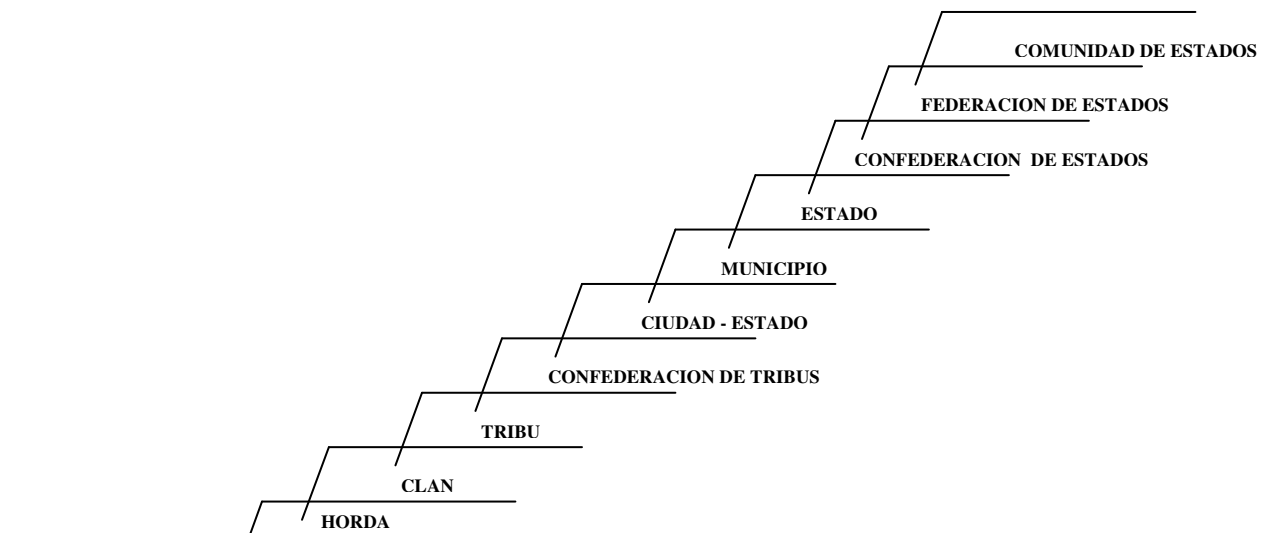 COMUNIDAD DE ESTADOS
FEDERACION DE ESTADOS
CONFEDERACION DE ESTADOS
ESTADO
MUNICIPIO
CIUDAD - ESTADO
CONFEDERACION DE TRIBUS
TRIBU
CLAN
HORDA